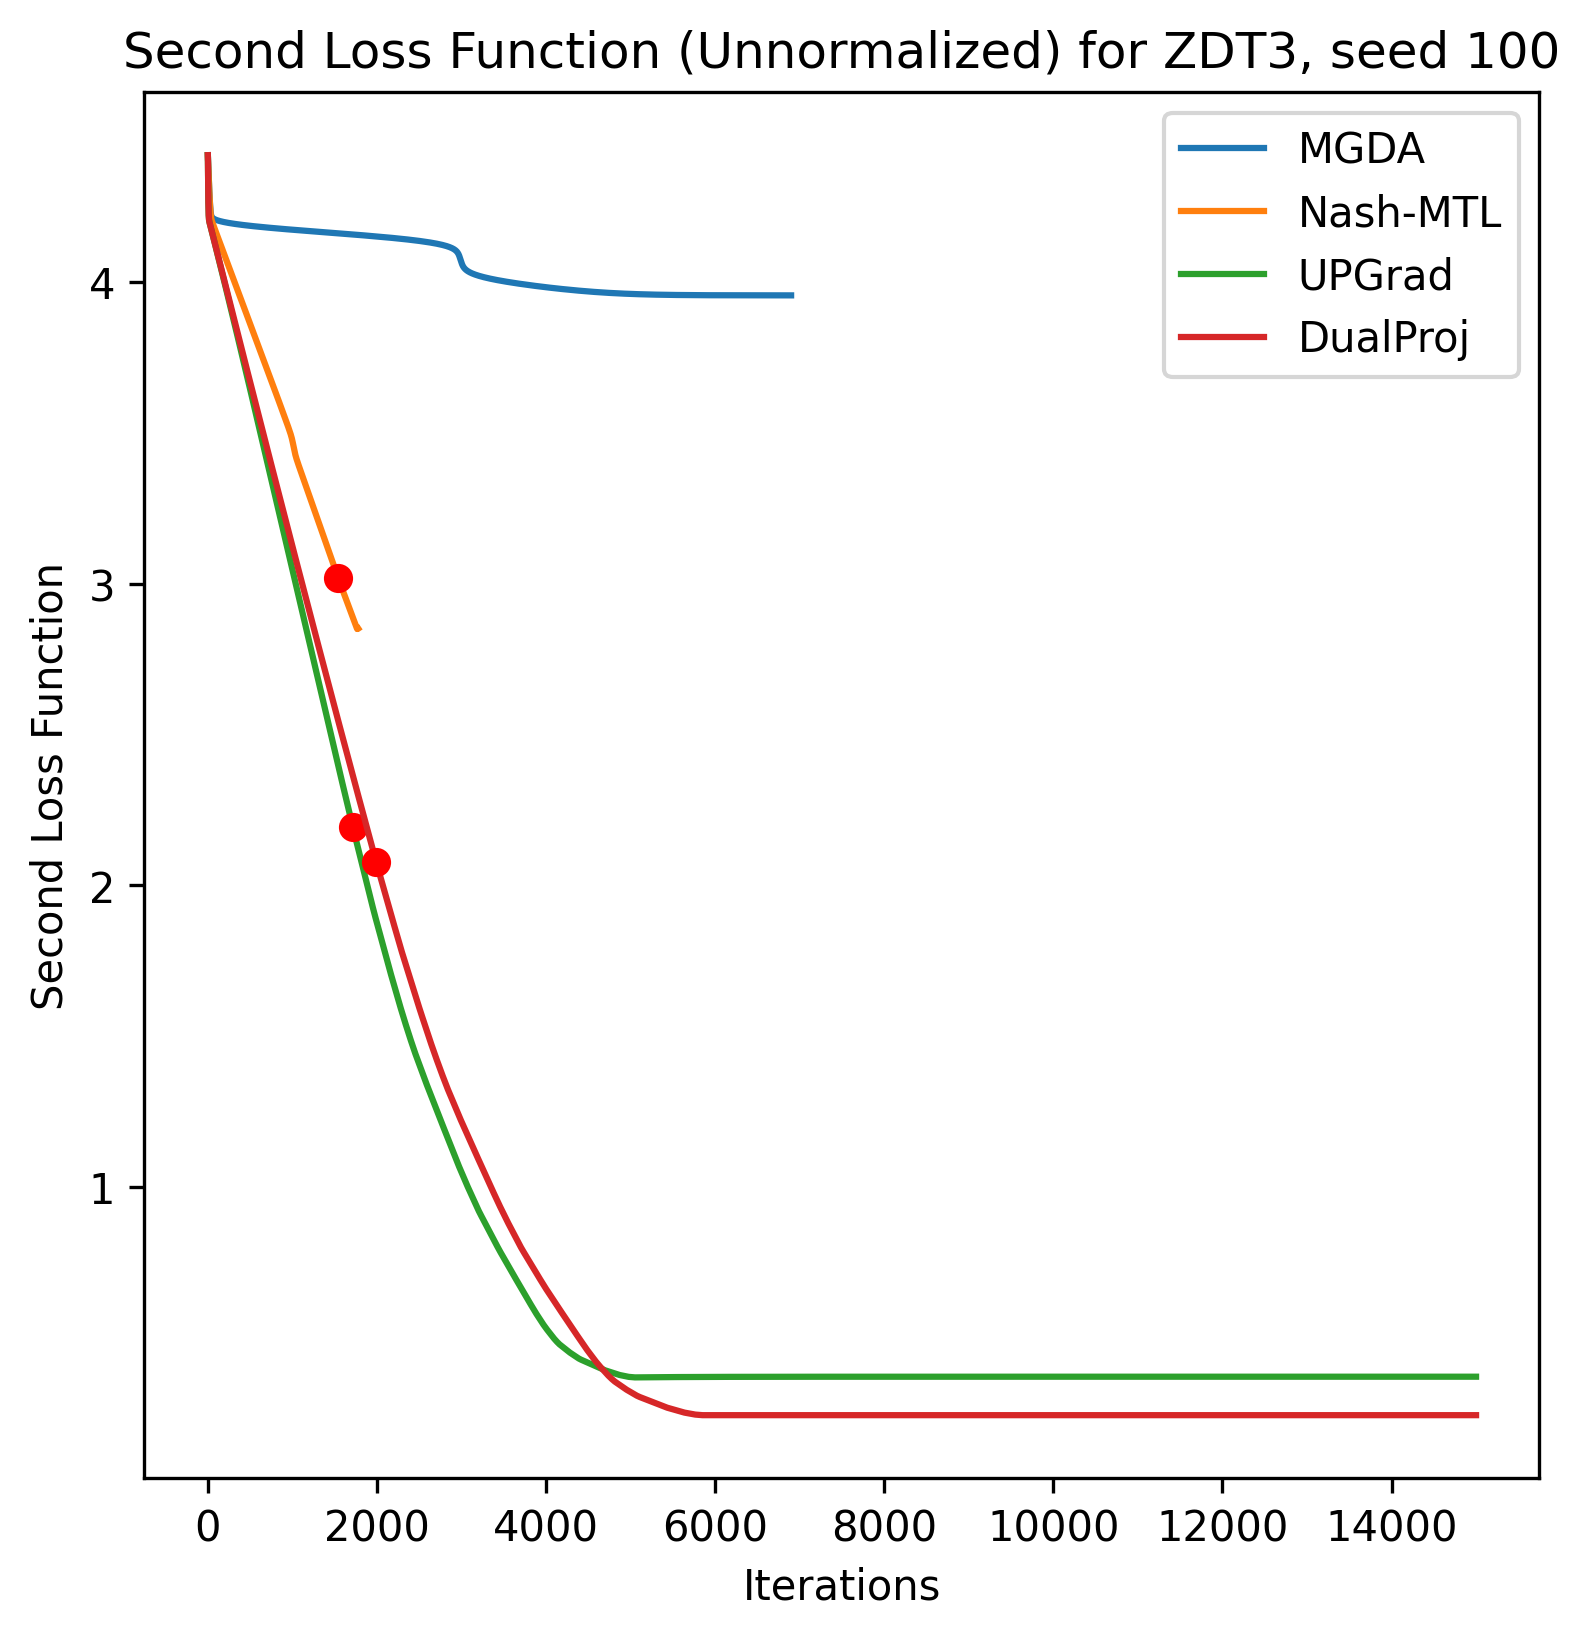 Second Loss Function (Unnormalized) for ZDT3, seed 100
MGDA
Nash-MTL
UPGrad
DualProj
Second Loss Function
4
3
2
1
0 2000 4000 6000 8000 10000 12000 14000
Iterations